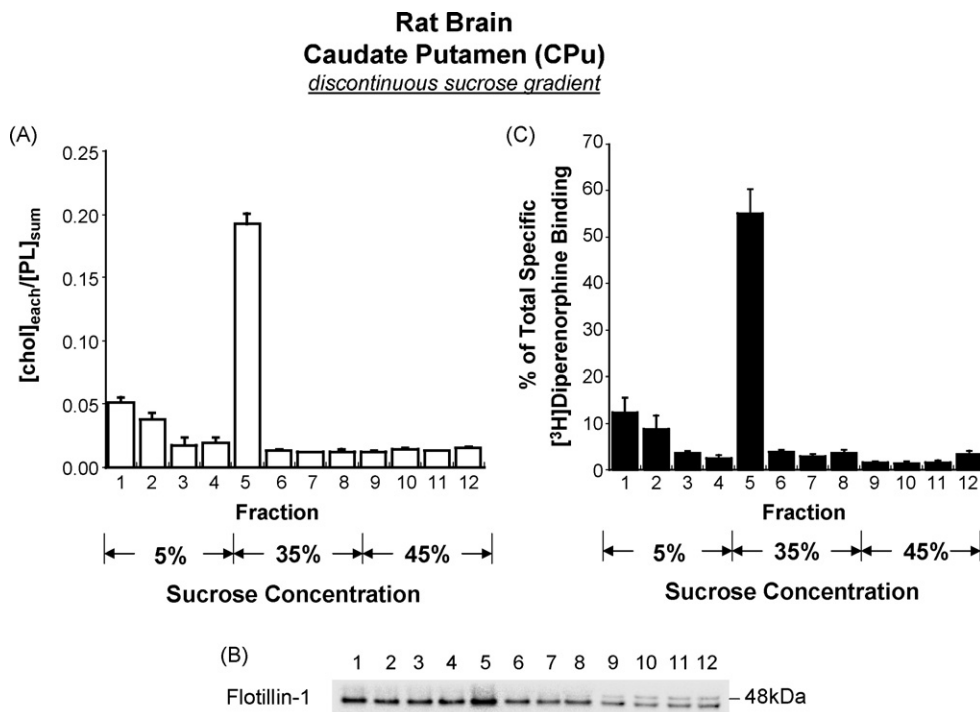 Rat Brain
Caudate Putamen (CPu)
discontinuous sucrose gradient
(A)
[chol]each/[PL]sum
0.25
0.20
0.15
0.10
0.05
0.00
1 2 3 4 5 6 7 8 9 10 11 12
Fraction
5% 35% 45%
Sucrose Concentration
(C)
% of Total Specific
[³H]Diperenorphine Binding
70
60
50
40
30
20
10
0
1 2 3 4 5 6 7 8 9 10 11 12
Fraction
5% 35% 45%
Sucrose Concentration
(B)
1 2 3 4 5 6 7 8 9 10 11 12
Flotillin-1 – 48kDa